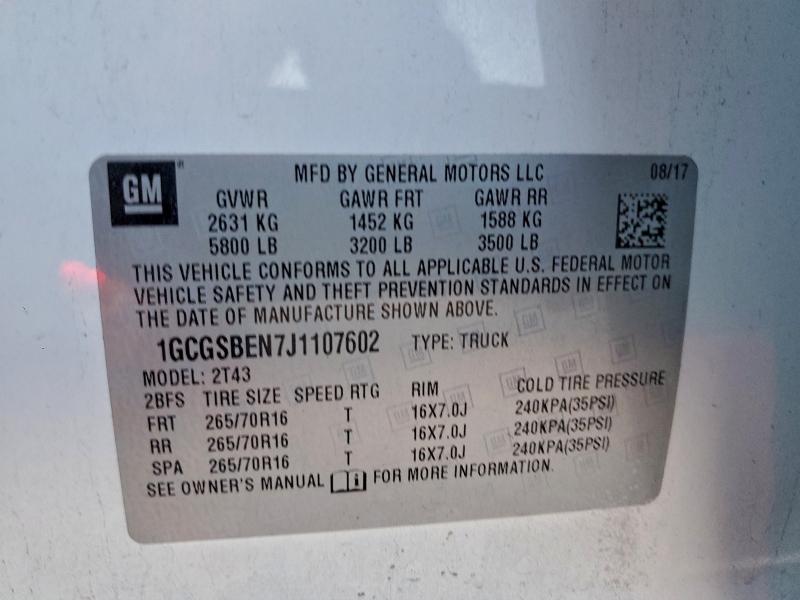 GM
MFD BY GENERAL MOTORS LLC 08/17
GVWR GAWR FRT GAWR RR
2631 KG 1452 KG 1588 KG
5800 LB 3200 LB 3500 LB
THIS VEHICLE CONFORMS TO ALL APPLICABLE U.S. FEDERAL MOTOR
VEHICLE SAFETY AND THEFT PREVENTION STANDARDS IN EFFECT ON
THE DATE OF MANUFACTURE SHOWN ABOVE.
1GCGSBEN7J1107602 TYPE: TRUCK
MODEL: 2T43
2BFS TIRE SIZE SPEED RTG RIM COLD TIRE PRESSURE
FRT 265/70R16 T 16X7.0J 240KPA(35PSI)
RR 265/70R16 T 16X7.0J 240KPA(35PSI)
SPA 265/70R16 T 16X7.0J 240KPA(35PSI)
SEE OWNER'S MANUAL FOR MORE INFORMATION.